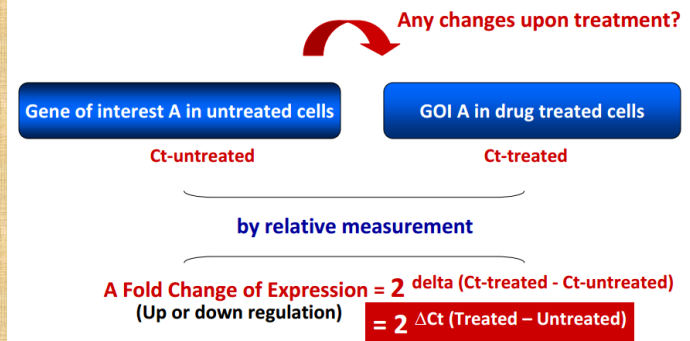 Any changes upon treatment?
Gene of interest A in untreated cells
GOI A in drug treated cells
Ct-untreated
Ct-treated
by relative measurement
A Fold Change of Expression = 2 delta (Ct-treated - Ct-untreated)
(Up or down regulation)
= 2 ΔCt (Treated – Untreated)